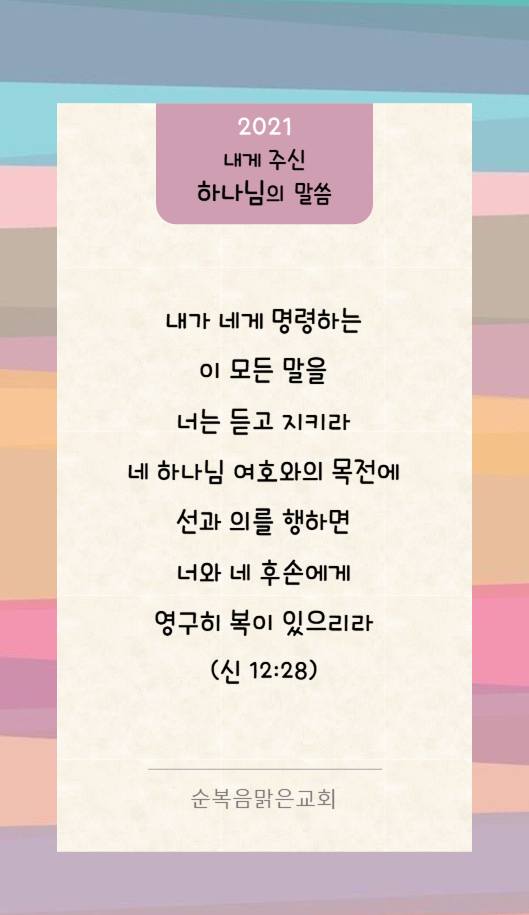 2021
내게 주신
하나님의 말씀
내가 네게 명령하는
이 모든 말을
너는 듣고 지키라
네 하나님 여호와의 목전에
선과 의를 행하면
너와 네 후손에게
영구히 복이 있으리라
(신 12:28)
순복음맑은교회